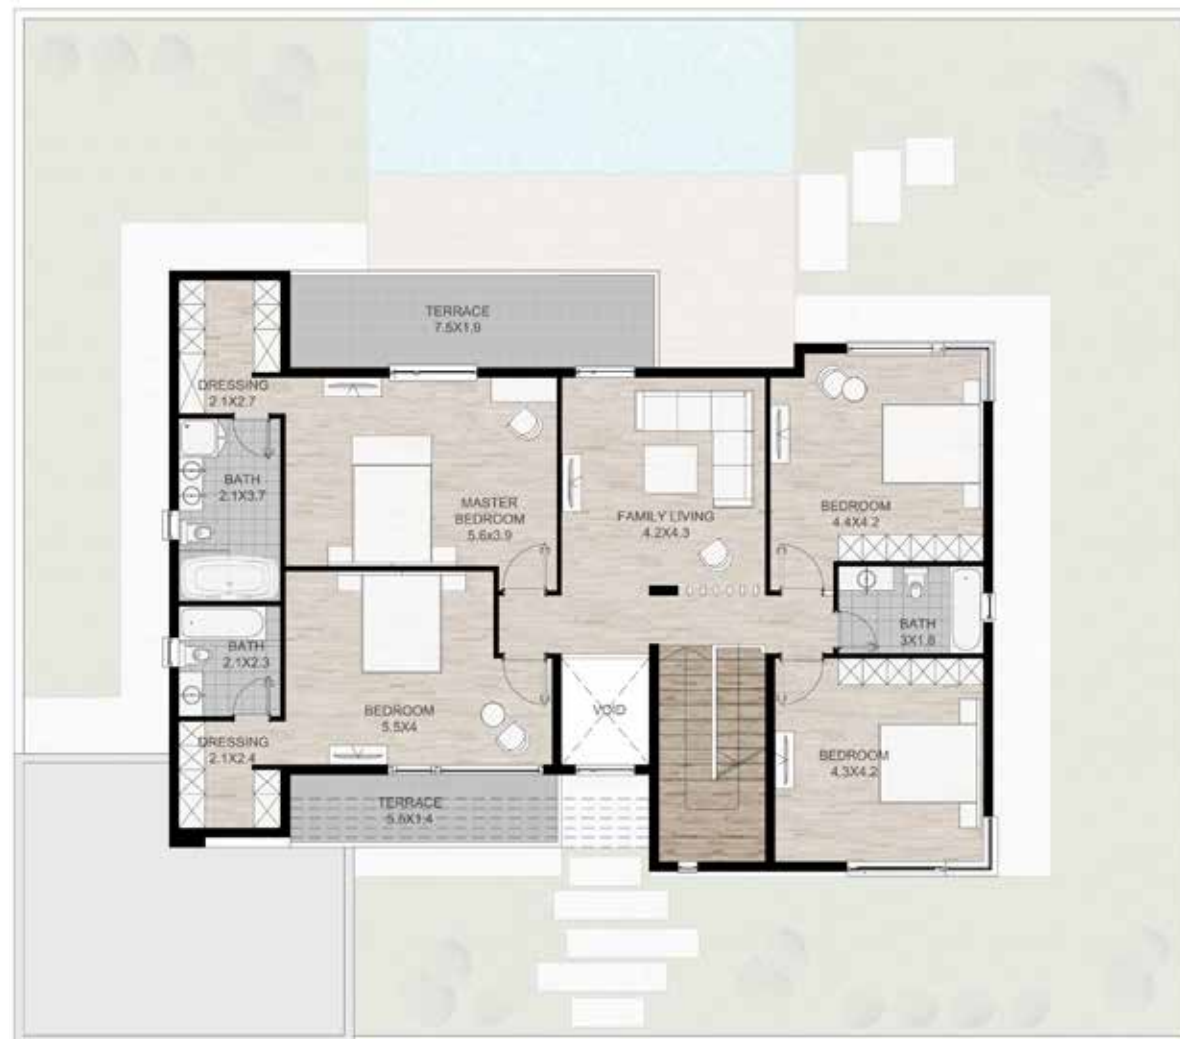 TERRACE
7.5X1.9
DRESSING
2.1X2.7
BATH
2.1X3.7
MASTER
BEDROOM
5.6x3.9
FAMILY LIVING
4.2X4.3
BEDROOM
4.4X4.2
BATH
3X1.8
BATH
2.1X2.3
BEDROOM
5.5X4
VOID
DRESSING
2.1X2.4
BEDROOM
4.3X4.2
TERRACE
5.5X1.4